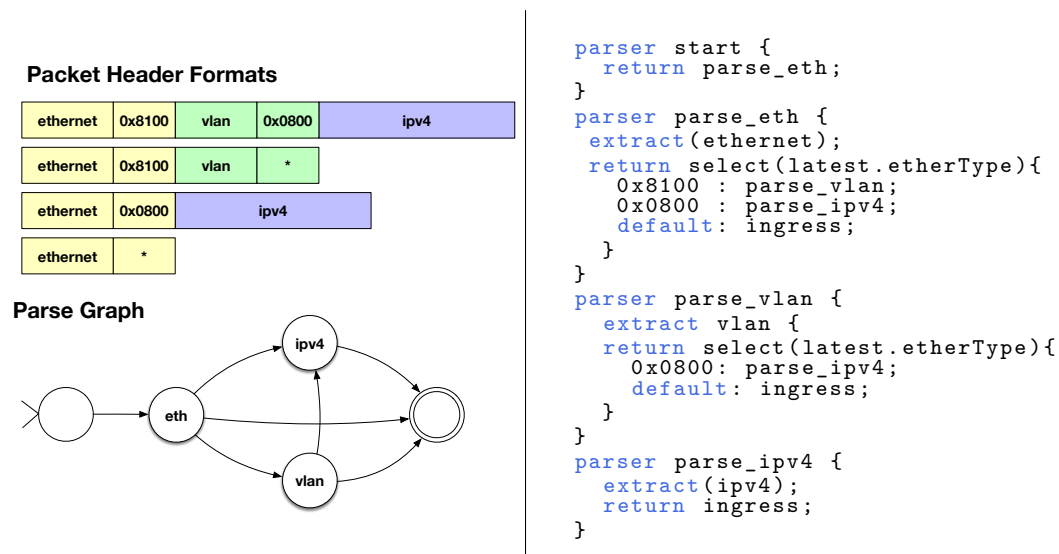 Packet Header Formats
ethernet 0x8100 vlan 0x0800 ipv4
ethernet 0x8100 vlan *
ethernet 0x0800 ipv4
ethernet *
Parse Graph
ipv4
eth
vlan
parser start {
  return parse_eth;
}
parser parse_eth {
 extract(ethernet);
 return select(latest.etherType){
   0x8100 : parse_vlan;
   0x0800 : parse_ipv4;
   default: ingress;
  }
}
parser parse_vlan {
  extract vlan {
  return select(latest.etherType){
    0x0800: parse_ipv4;
    default: ingress;
  }
}
parser parse_ipv4 {
  extract(ipv4);
  return ingress;
}